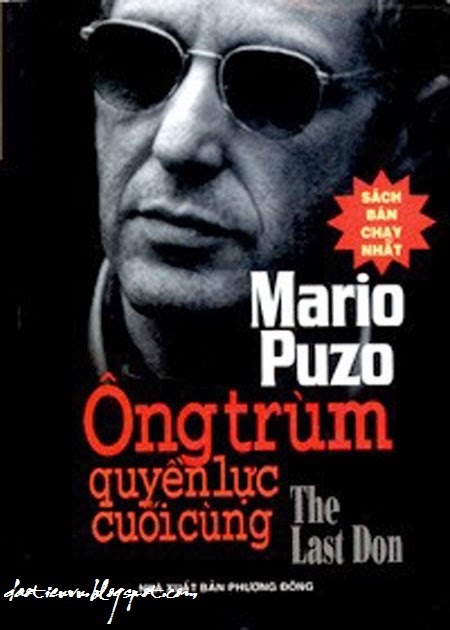 SÁCH
BÁN
CHẠY
NHẤT
Mario
Puzo
Ông trùm
quyền lực
cuối cùng
The
Last Don
NHÀ XUẤT BẢN PHƯƠNG ĐÔNG
daotieuvu.blogspot.com